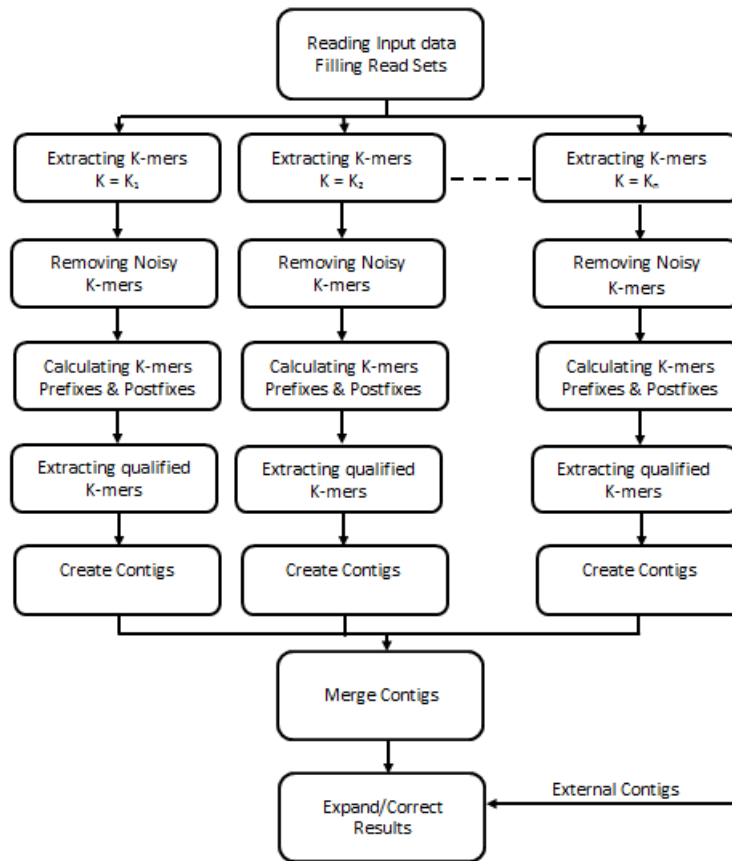 Reading Input data
Filling Read Sets
Extracting K-mers
K = K₁
Extracting K-mers
K = K₂
Extracting K-mers
K = Kₙ
Removing Noisy
K-mers
Removing Noisy
K-mers
Removing Noisy
K-mers
Calculating K-mers
Prefixes & Postfixes
Calculating K-mers
Prefixes & Postfixes
Calculating K-mers
Prefixes & Postfixes
Extracting qualified
K-mers
Extracting qualified
K-mers
Extracting qualified
K-mers
Create Contigs
Create Contigs
Create Contigs
Merge Contigs
External Contigs
Expand/Correct
Results